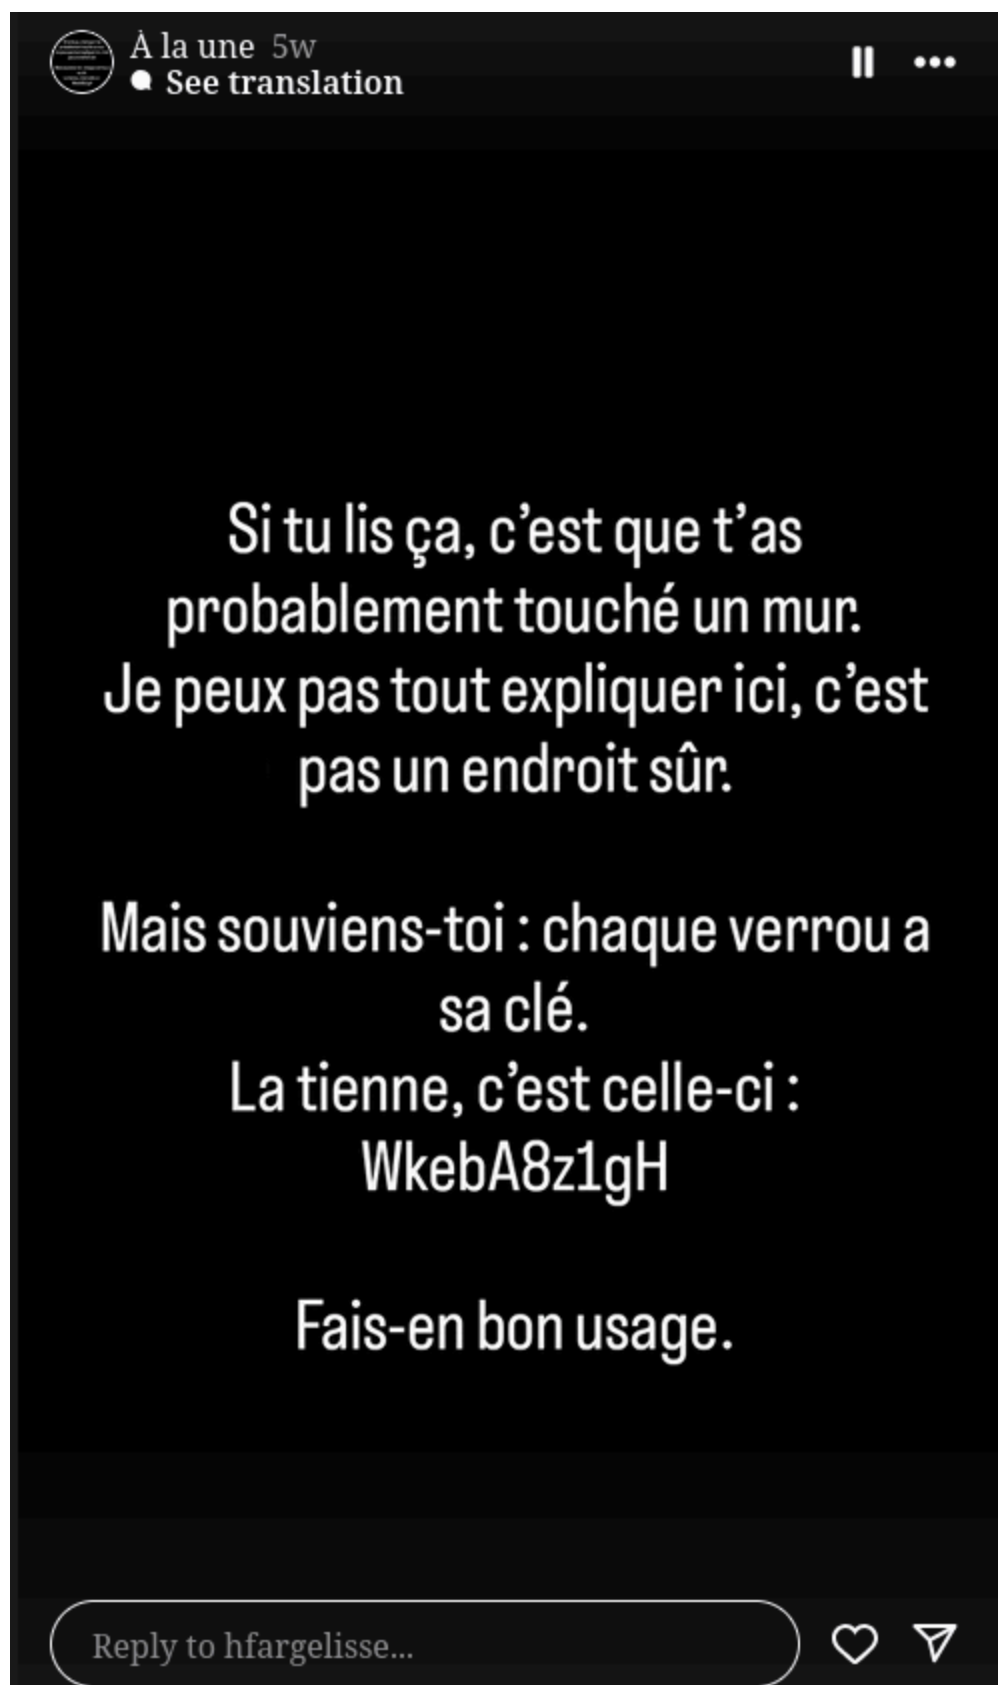 À la une 5w
See translation
Si tu lis ça, c’est que t’as
probablement touché un mur.
Je peux pas tout expliquer ici, c’est
pas un endroit sûr.
Mais souviens-toi : chaque verrou a
sa clé.
La tienne, c’est celle-ci :
WkebA8z1gH
Fais-en bon usage.
Reply to hfargelisse...